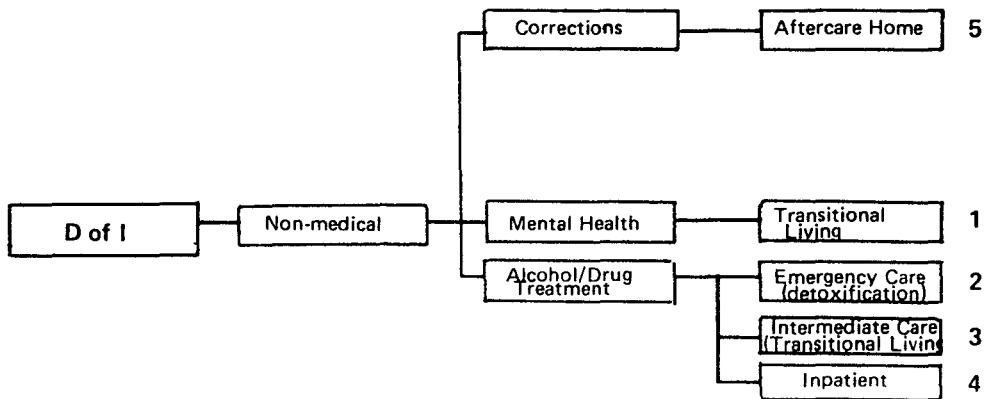 Corrections
Aftercare Home 5
D of I
Non-medical
Mental Health
Transitional
Living
1
Alcohol/Drug
Treatment
Emergency Care
(detoxification)
2
Intermediate Care
(Transitional Living
3
Inpatient 4